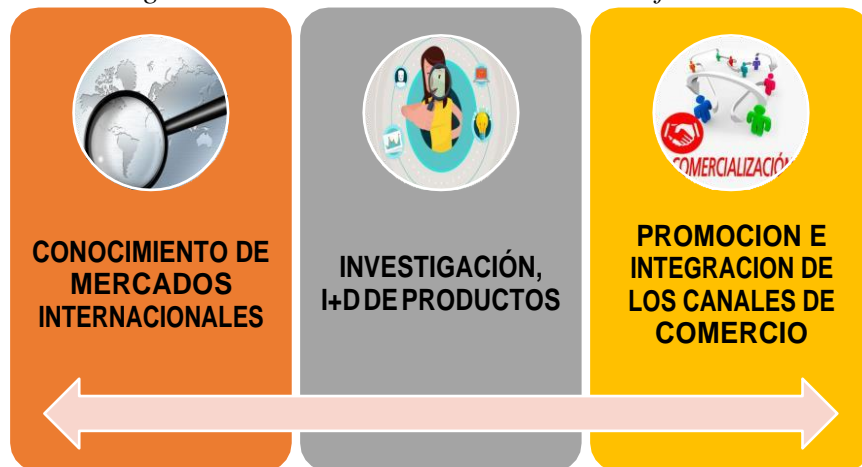 CONOCIMIENTO DE
MERCADOS
INTERNACIONALES
INVESTIGACIÓN,
I+D DE PRODUCTOS
COMERCIALIZACIÓN
PROMOCION E
INTEGRACION DE
LOS CANALES DE
COMERCIO